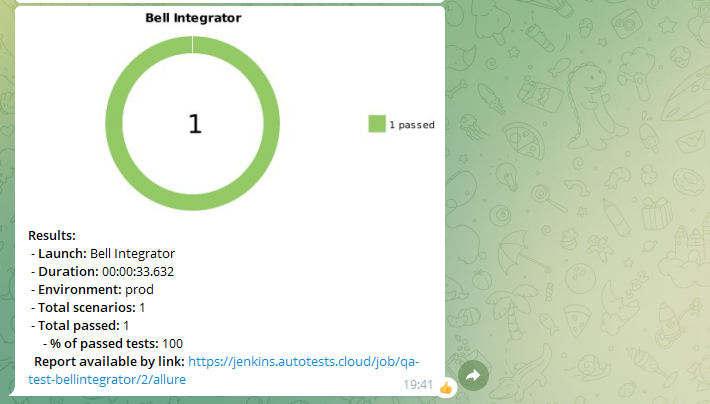 Bell Integrator
1
1 passed
Results:
- Launch: Bell Integrator
- Duration: 00:00:33.632
- Environment: prod
- Total scenarios: 1
- Total passed: 1
- % of passed tests: 100
Report available by link: https://jenkins.autotests.cloud/job/qa-
test-bellintegrator/2/allure
19:41